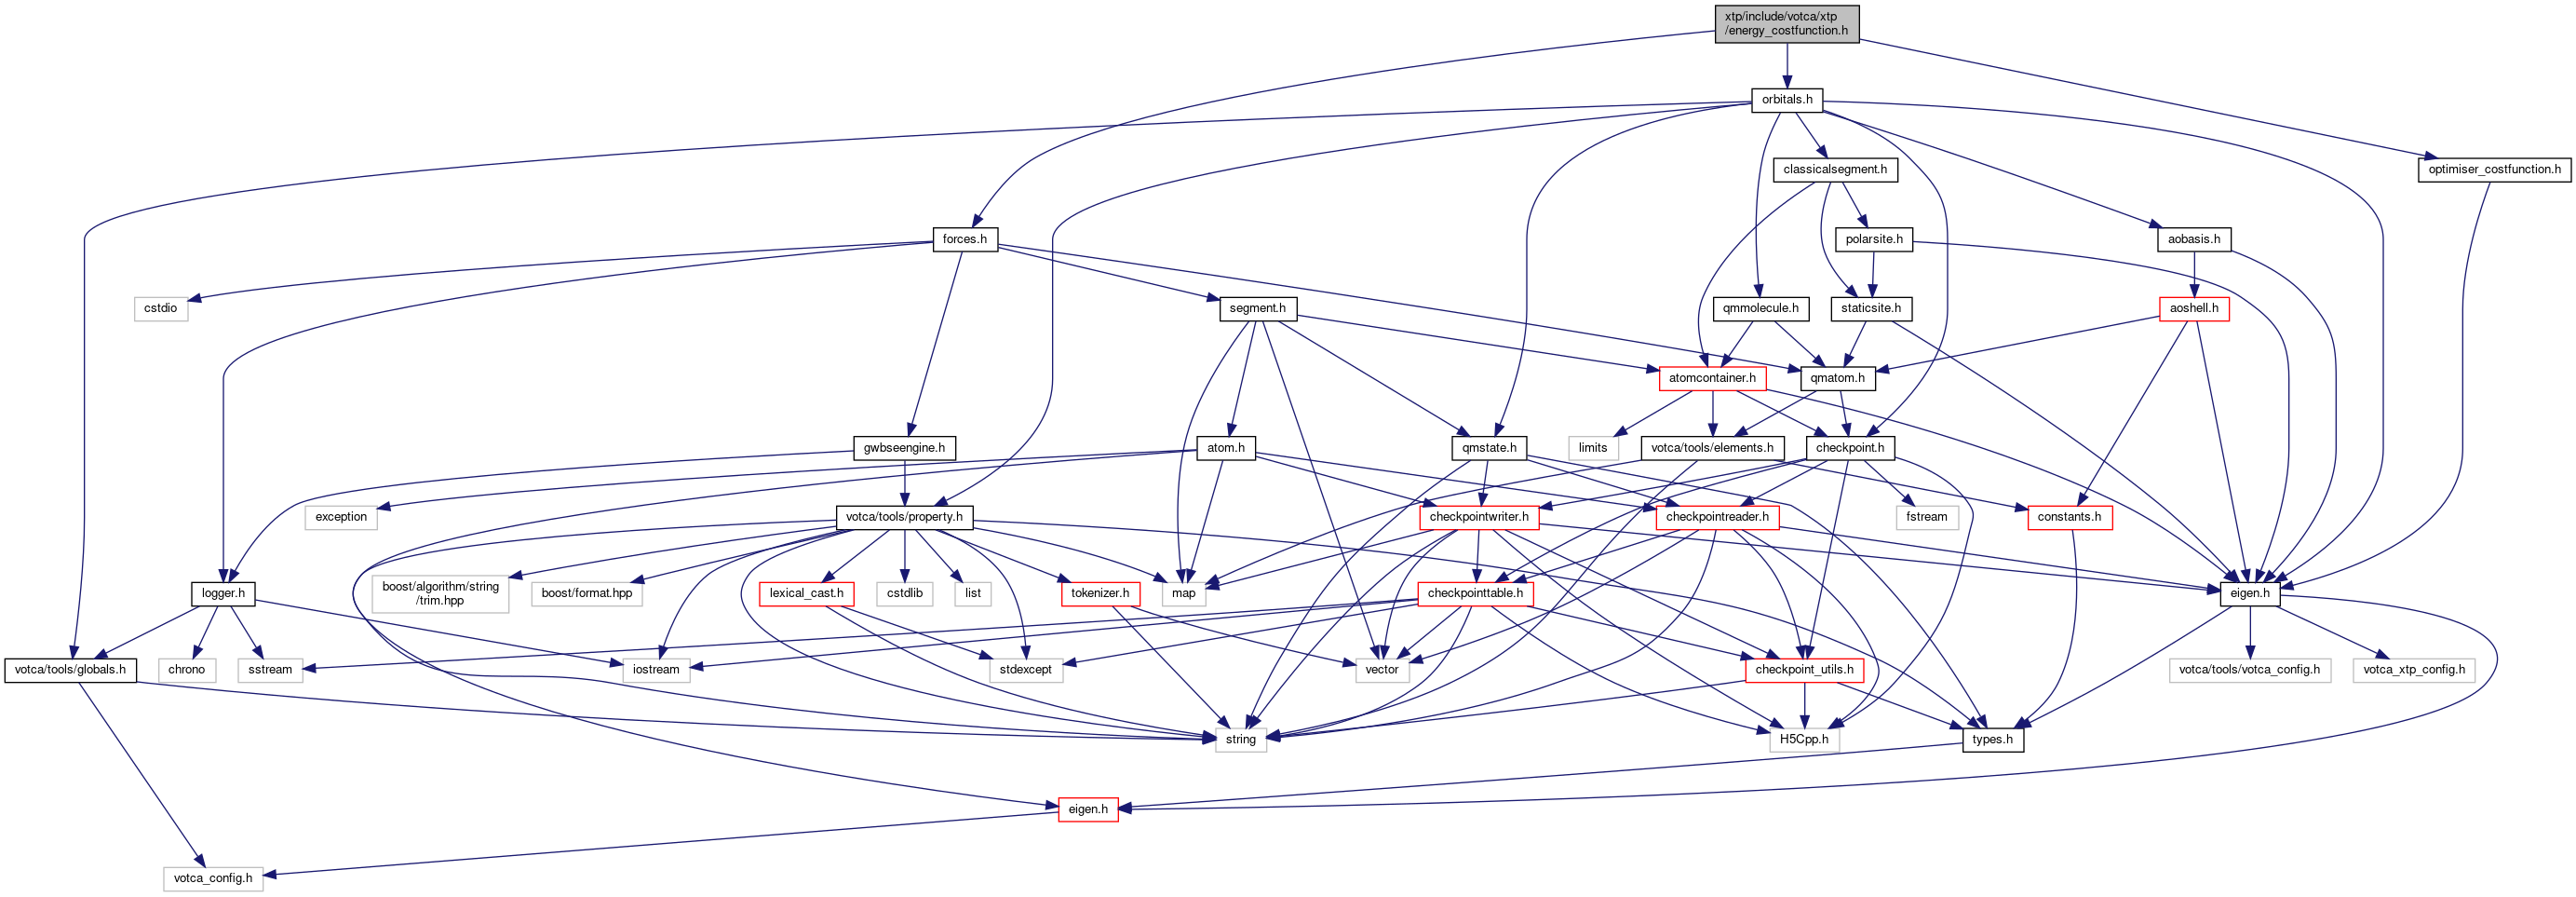 xtp/include/votca/xtp
/energy_costfunction.h
orbitals.h
classicalsegment.h
optimiser_costfunction.h
forces.h
polarsite.h
aobasis.h
cstdio
segment.h
qmmolecule.h
staticsite.h
aoshell.h
atomcontainer.h
qmatom.h
gwbseengine.h
atom.h
qmstate.h
limits
votca/tools/elements.h
checkpoint.h
exception
votca/tools/property.h
checkpointwriter.h
checkpointreader.h
fstream
constants.h
logger.h
boost/algorithm/string
/trim.hpp
boost/format.hpp
lexical_cast.h
cstdlib
list
tokenizer.h
map
checkpointtable.h
eigen.h
votca/tools/globals.h
chrono
sstream
iostream
stdexcept
vector
checkpoint_utils.h
votca/tools/votca_config.h
votca_xtp_config.h
string
H5Cpp.h
types.h
eigen.h
votca_config.h